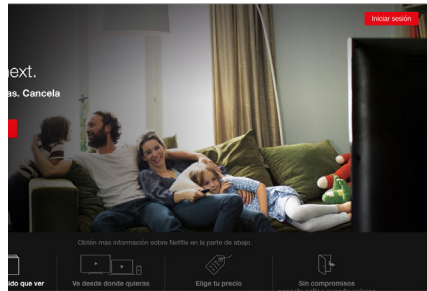 Iniciar sesión
ext.
as. Cancela
Obtén más información sobre Netflix en la parte de abajo.
ido que ver
Ve desde donde quieras
Elige tu precio
Sin compromisos